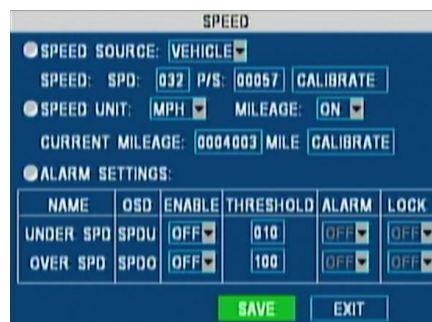 SPEED
SPEED SOURCE: VEHICLE
SPEED: SPD: 032 P/S: 00057 CALIBRATE
SPEED UNIT: MPH MILEAGE: ON
CURRENT MILEAGE: 0004003 MILE CALIBRATE
ALARM SETTINGS:
NAME OSD ENABLE THRESHOLD ALARM LOCK
UNDER SPD SPDU OFF 010 OFF OFF
OVER SPD SPDO OFF 100 OFF OFF
SAVE EXIT